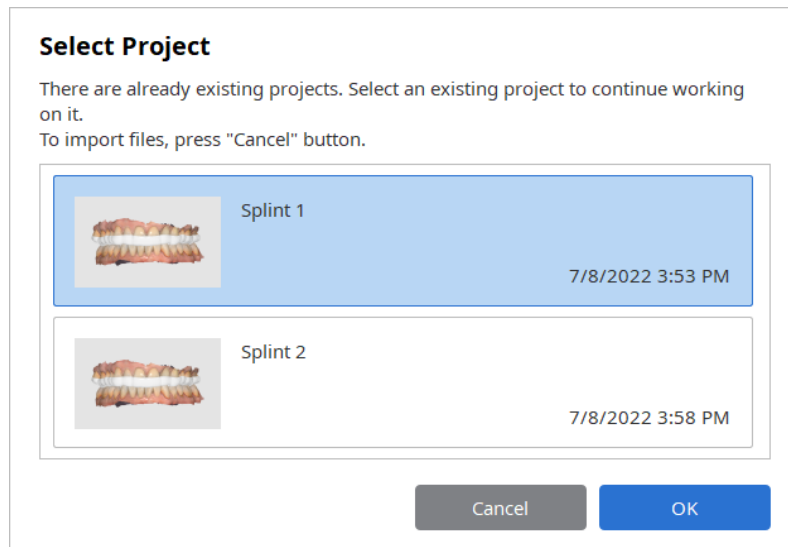 Select Project
There are already existing projects. Select an existing project to continue working
on it.
To import files, press "Cancel" button.
Splint 1
7/8/2022 3:53 PM
Splint 2
7/8/2022 3:58 PM
Cancel
OK